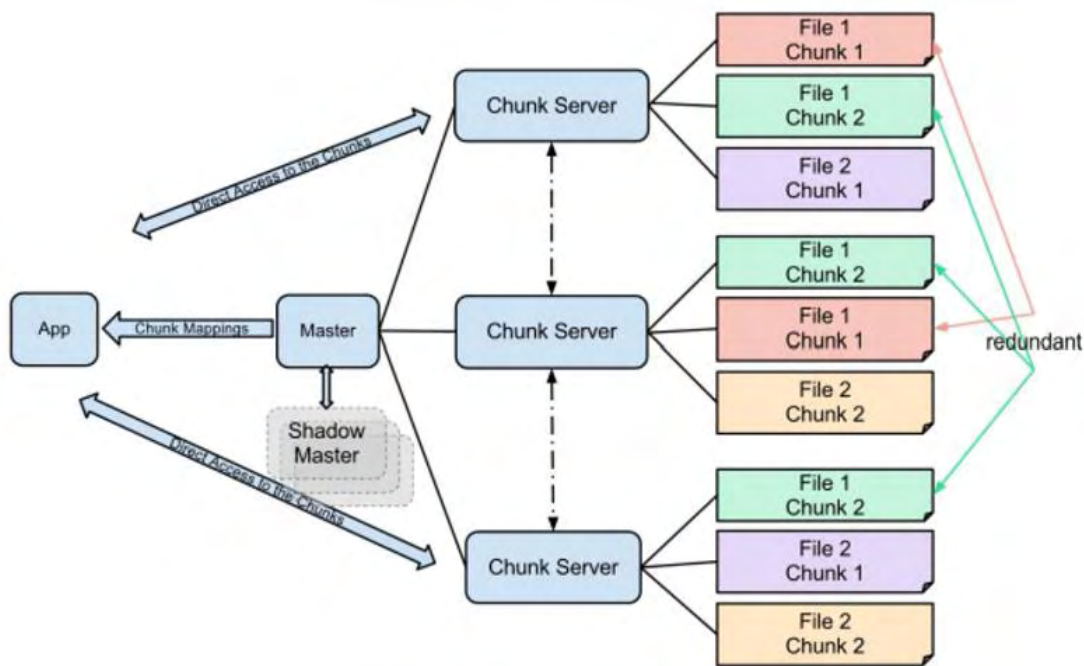 File 1
Chunk 1
Chunk Server
File 1
Chunk 2
File 2
Chunk 1
Direct Access to the Chunks
File 1
Chunk 2
App
Chunk Mappings
Master
Chunk Server
File 1
Chunk 1
redundant
File 2
Chunk 2
Shadow
Master
Direct Access to the Chunks
File 1
Chunk 2
Chunk Server
File 2
Chunk 1
File 2
Chunk 2